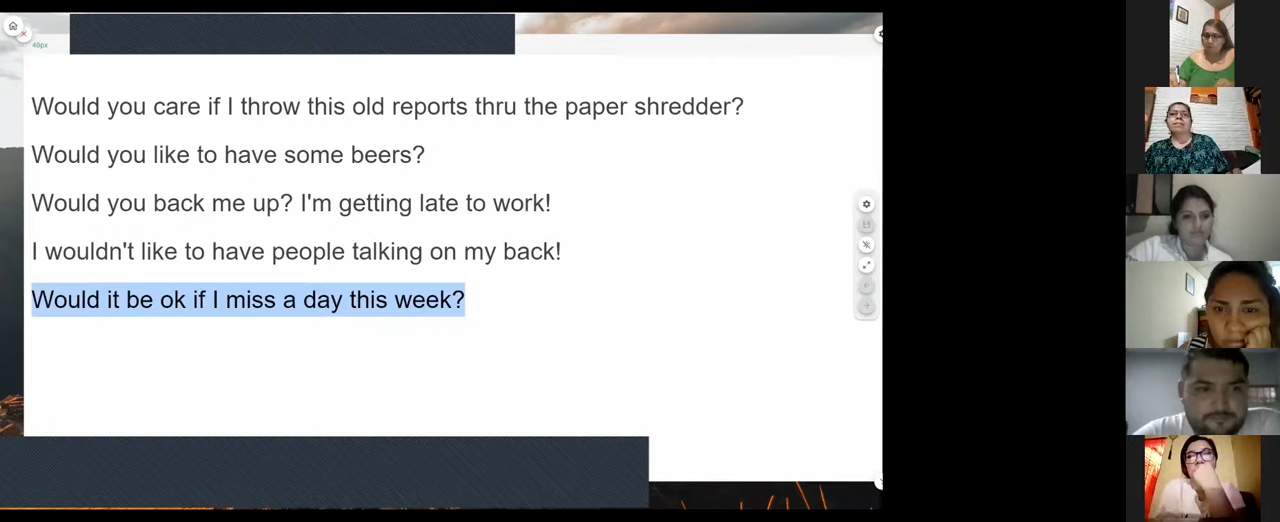 48px
Would you care if I throw this old reports thru the paper shredder?
Would you like to have some beers?
Would you back me up? I'm getting late to work!
I wouldn't like to have people talking on my back!
Would it be ok if I miss a day this week?